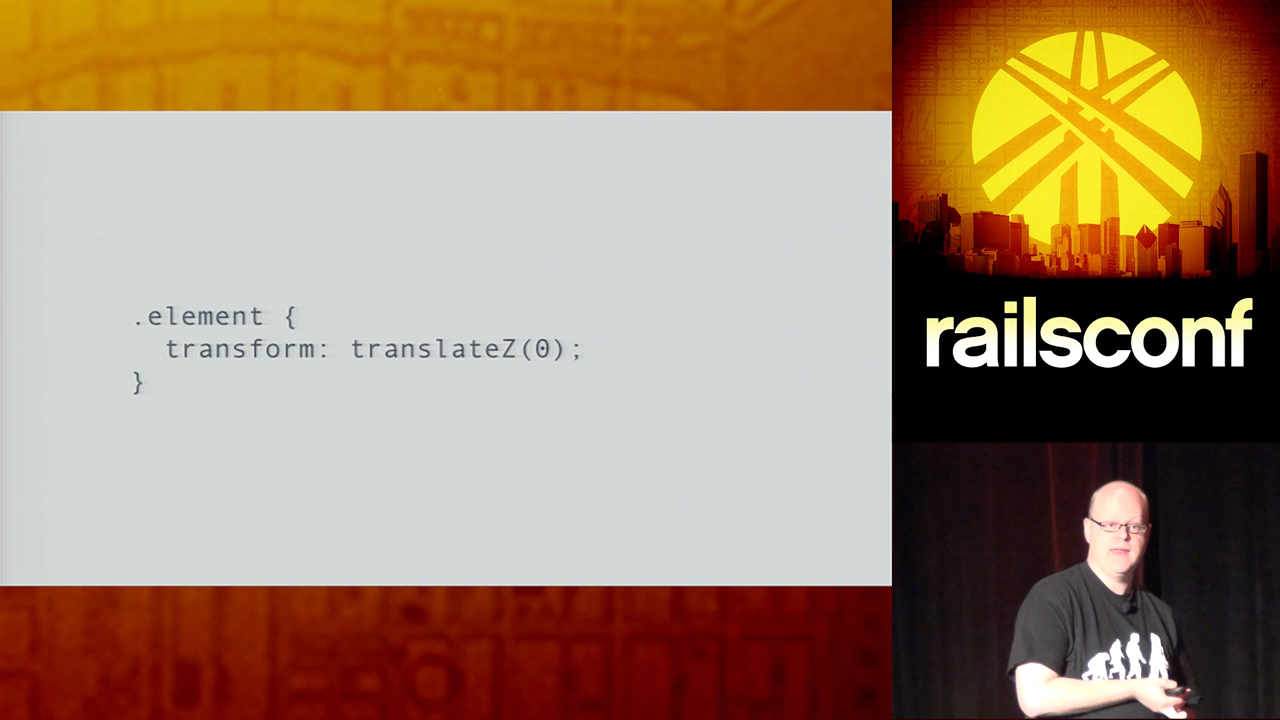 .element {
transform: translateZ(0);
}
railsconf